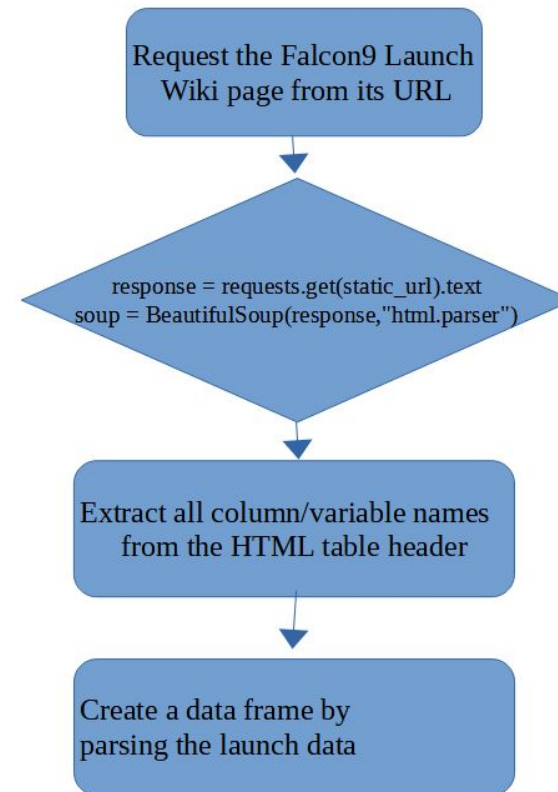 Request the Falcon9 Launch
Wiki page from its URL
response = requests.get(static_url).text
soup = BeautifulSoup(response,"html.parser")
Extract all column/variable names
from the HTML table header
Create a data frame by
parsing the launch data